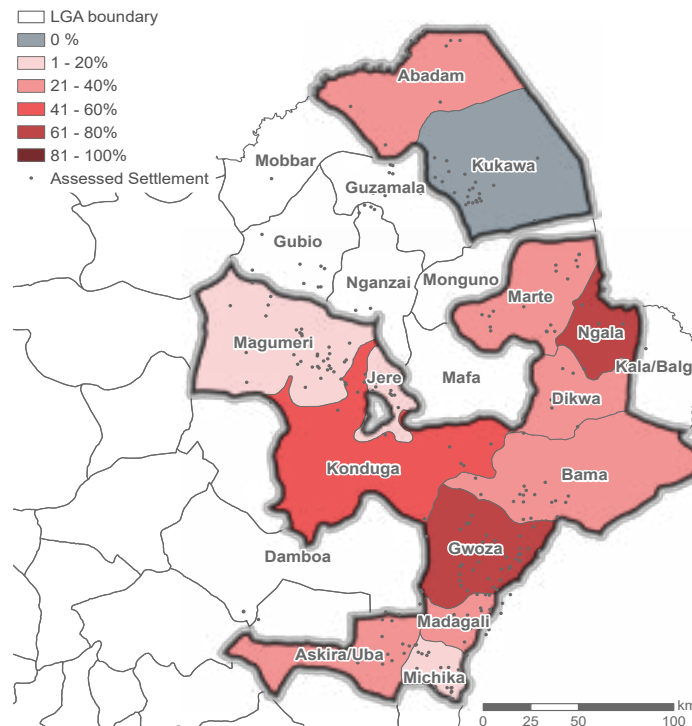 LGA boundary
0 %
1 - 20%
21 - 40%
41 - 60%
61 - 80%
81 - 100%
Assessed Settlement
Abadam
Kukawa
Mobbar
Guzamala
Gubio
Nganzai
Monguno
Marte
Ngala
Magumeri
Jere
Mafa
Kala/Balg
Dikwa
Konduga
Bama
Damboa
Gwoza
Madagali
Askira/Uba
Michika
km
0 25 50 100